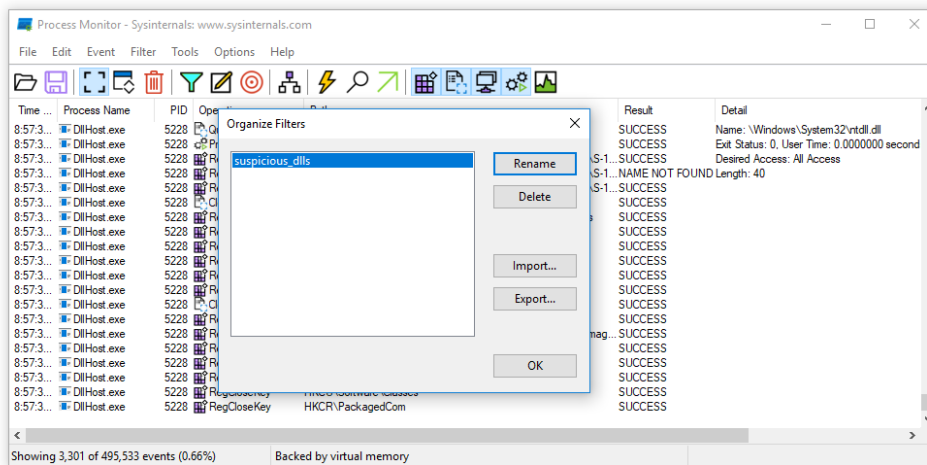 Process Monitor - Sysinternals: www.sysinternals.com
File Edit Event Filter Tools Options Help
Time ... Process Name PID Result Detail
8:57:3... DllHost.exe 5228 SUCCESS Name: \Windows\System32\ntdll.dll
8:57:3... DllHost.exe 5228 SUCCESS Exit Status: 0, User Time: 0.0000000 second
8:57:3... DllHost.exe 5228 \S-1... SUCCESS Desired Access: All Access
8:57:3... DllHost.exe 5228 \S-1... NAME NOT FOUND Length: 40
8:57:3... DllHost.exe 5228 \S-1... SUCCESS
8:57:3... DllHost.exe 5228 SUCCESS
8:57:3... DllHost.exe 5228 SUCCESS
8:57:3... DllHost.exe 5228 SUCCESS
8:57:3... DllHost.exe 5228 SUCCESS
8:57:3... DllHost.exe 5228 SUCCESS
8:57:3... DllHost.exe 5228 SUCCESS
8:57:3... DllHost.exe 5228 SUCCESS
8:57:3... DllHost.exe 5228 SUCCESS
8:57:3... DllHost.exe 5228 SUCCESS
8:57:3... DllHost.exe 5228 mag... SUCCESS
8:57:3... DllHost.exe 5228 SUCCESS
8:57:3... DllHost.exe 5228 SUCCESS
8:57:3... DllHost.exe 5228 SUCCESS
8:57:3... DllHost.exe 5228 RegCloseKey HKCU\Software\Classes SUCCESS
8:57:3... DllHost.exe 5228 RegCloseKey HKCR\PackagedCom SUCCESS
Organize Filters
suspicious_dlls
Rename
Delete
Import...
Export...
OK
Showing 3,301 of 495,533 events (0.66%) Backed by virtual memory